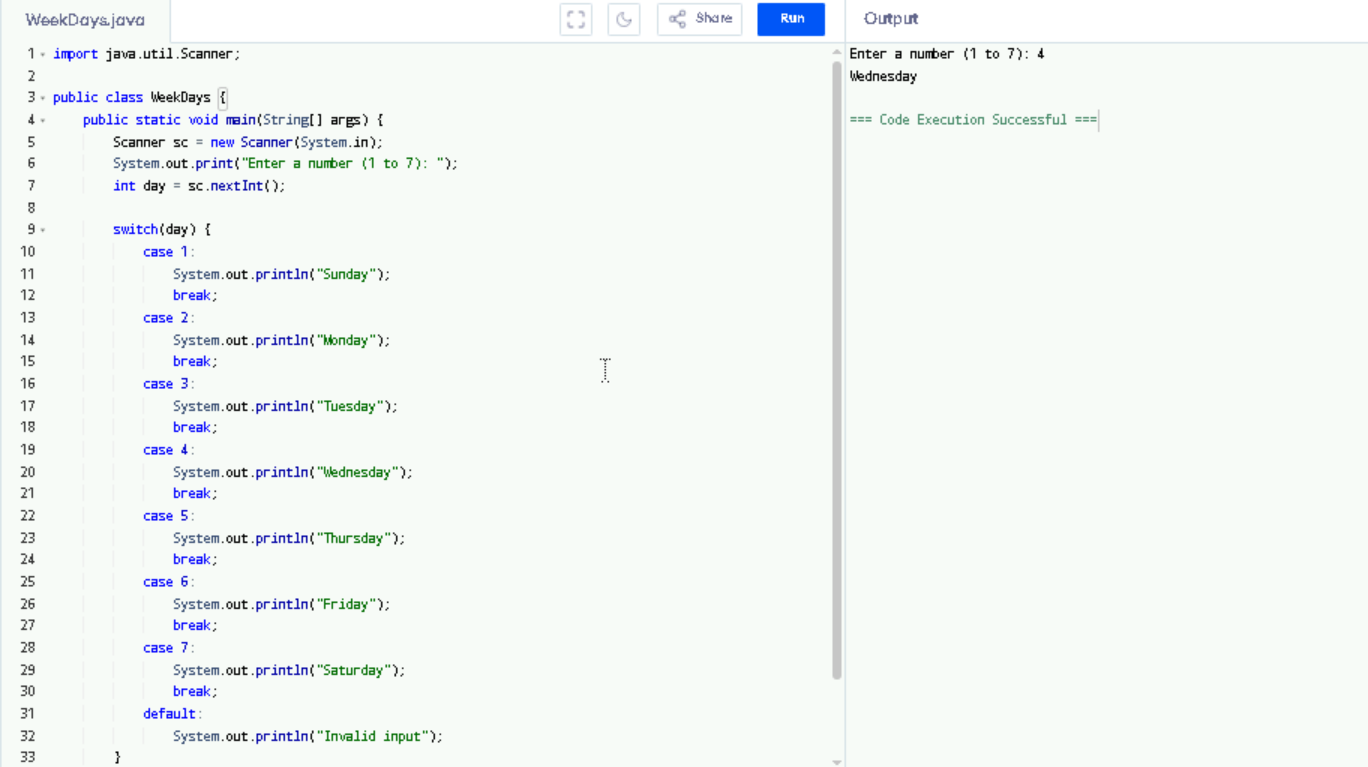 WeekDays.java
Share
Run
Output
1 import java.util.Scanner;
2
3 public class WeekDays {
4     public static void main(String[] args) {
5         Scanner sc = new Scanner(System.in);
6         System.out.print("Enter a number (1 to 7): ");
7         int day = sc.nextInt();
8
9         switch(day) {
10             case 1:
11                 System.out.println("Sunday");
12                 break;
13             case 2:
14                 System.out.println("Monday");
15                 break;
16             case 3:
17                 System.out.println("Tuesday");
18                 break;
19             case 4:
20                 System.out.println("Wednesday");
21                 break;
22             case 5:
23                 System.out.println("Thursday");
24                 break;
25             case 6:
26                 System.out.println("Friday");
27                 break;
28             case 7:
29                 System.out.println("Saturday");
30                 break;
31             default:
32                 System.out.println("Invalid input");
33         }
Enter a number (1 to 7): 4
Wednesday
=== Code Execution Successful ===